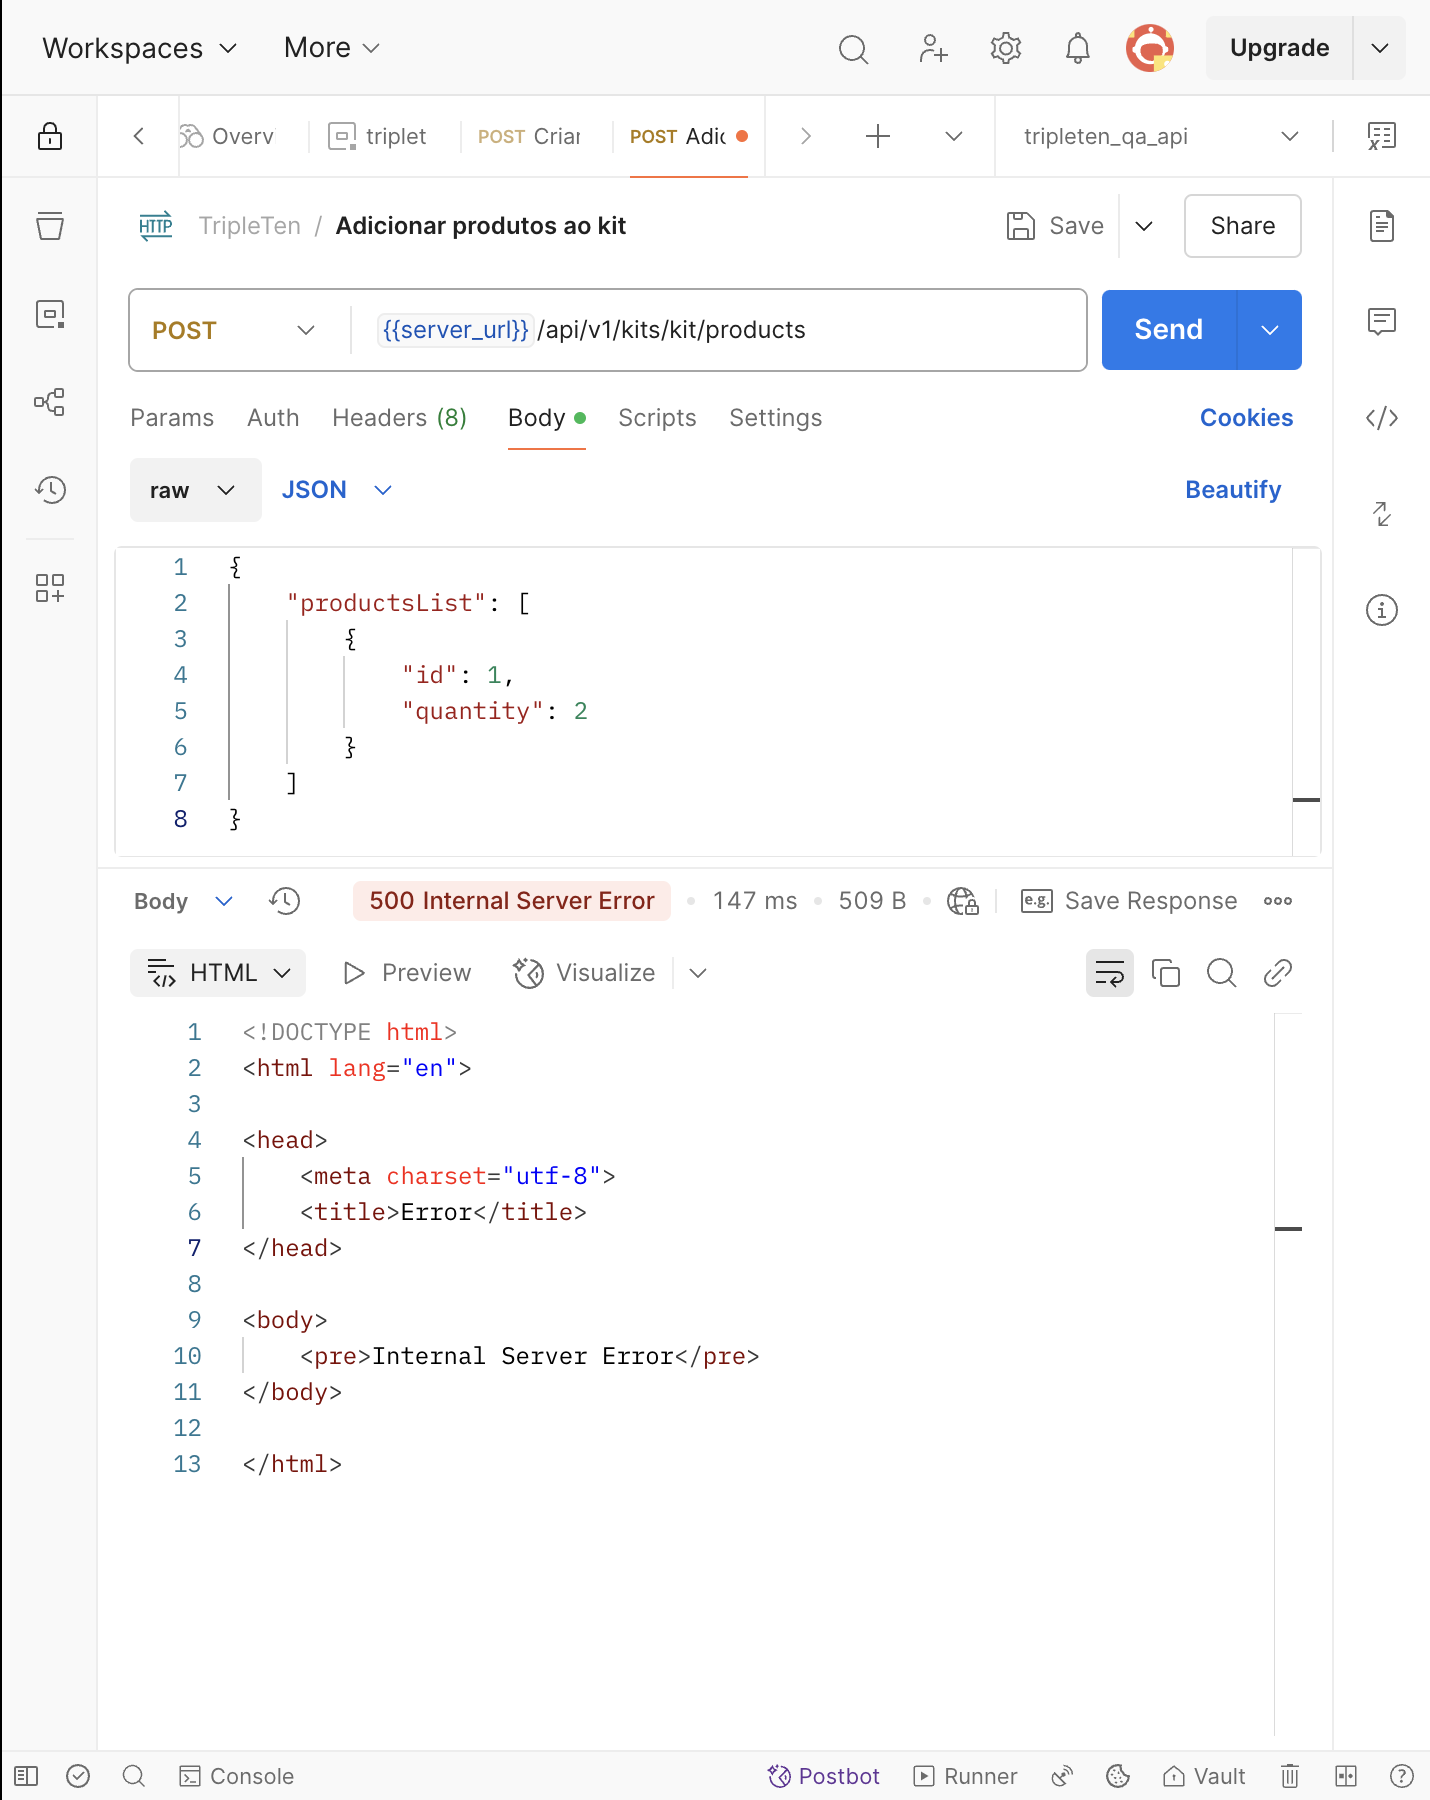 Workspaces More Upgrade
Overv triplet POST Criar POST Adic tripleten_qa_api
HTTP TripleTen / Adicionar produtos ao kit Save Share
POST {{server_url}}/api/v1/kits/kit/products Send
Params Auth Headers (8) Body Scripts Settings Cookies
raw JSON Beautify
1 {
2 "productsList": [
3 {
4 "id": 1,
5 "quantity": 2
6 }
7 ]
8 }
Body 500 Internal Server Error • 147 ms • 509 B • e.g. Save Response
HTML Preview Visualize
1 <!DOCTYPE html>
2 <html lang="en">
3
4 <head>
5 <meta charset="utf-8">
6 <title>Error</title>
7 </head>
8
9 <body>
10 <pre>Internal Server Error</pre>
11 </body>
12
13 </html>
Console Postbot Runner Vault